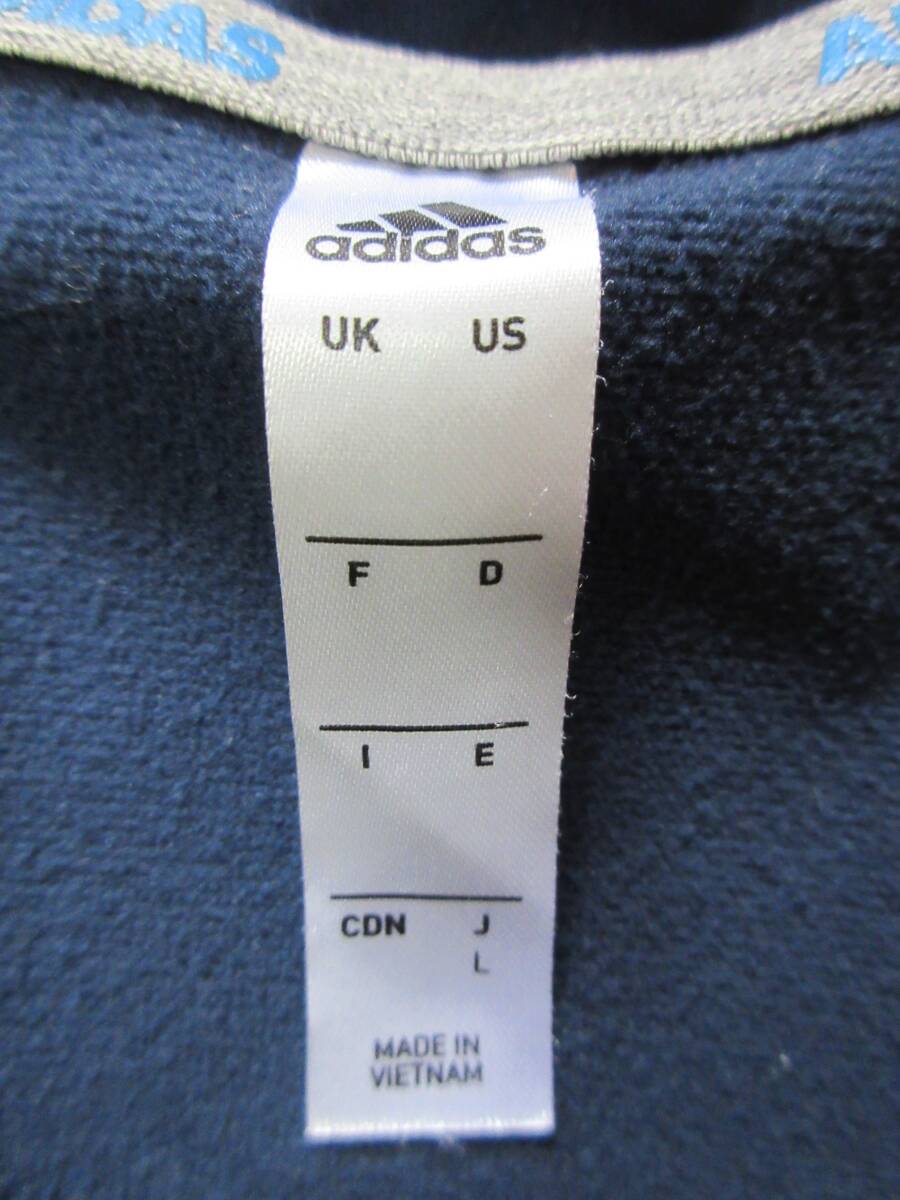 adidas
UK US
F D
I E
CDN J
L
MADE IN
VIETNAM